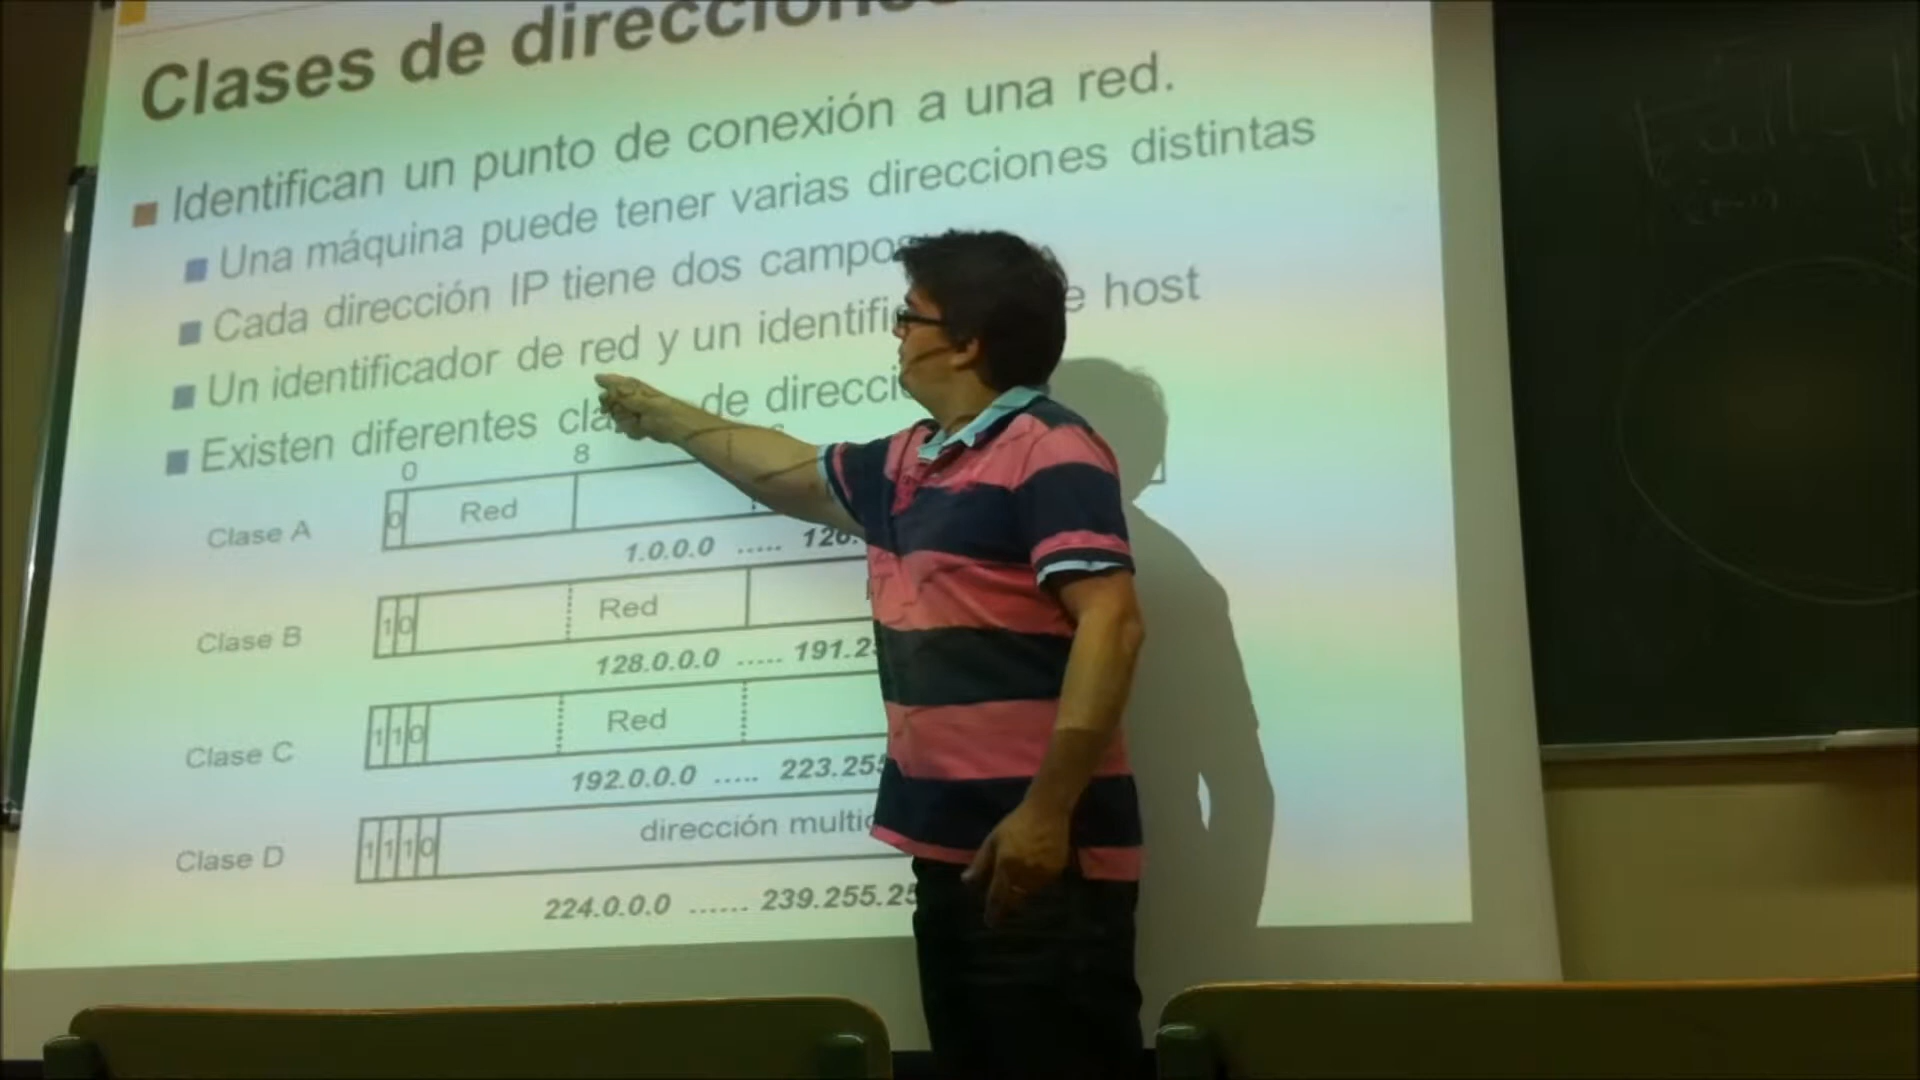 Clases de direcciones
Identifican un punto de conexión a una red.
Una máquina puede tener varias direcciones distintas
Cada dirección IP tiene dos campos
Un identificador de red y un identifi e host
Existen diferentes cla de direcci
0 8
Clase A 0 Red
1.0.0.0 ..... 126.
Clase B 1 0 Red
128.0.0.0 ..... 191.2
Clase C 1 1 0 Red
192.0.0.0 ..... 223.255
Clase D 1 1 1 0 dirección multic
224.0.0.0 ...... 239.255.25